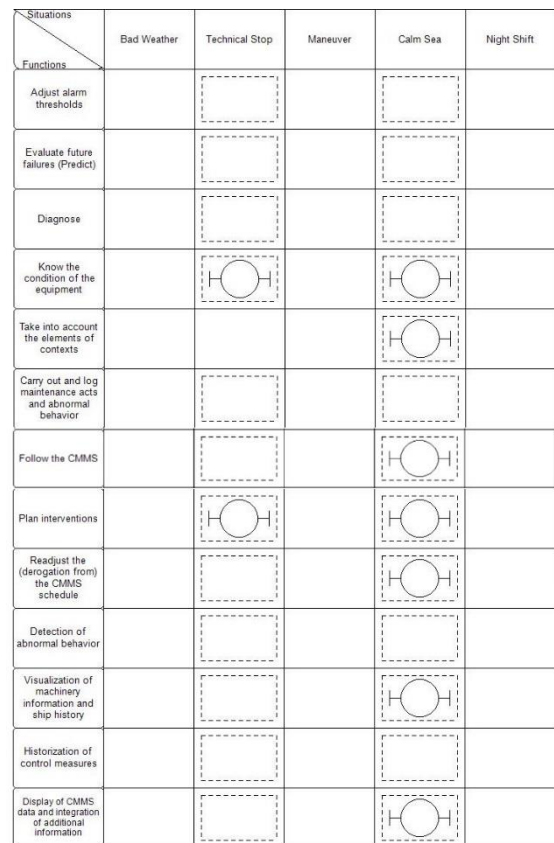 Situations
Functions
Bad Weather
Technical Stop
Maneuver
Calm Sea
Night Shift
Adjust alarm
thresholds
Evaluate future
failures (Predict)
Diagnose
Know the
condition of the
equipment
Take into account
the elements of
contexts
Carry out and log
maintenance acts
and abnormal
behavior
Follow the CMMS
Plan interventions
Readjust the
(derogation from)
the CMMS
schedule
Detection of
abnormal behavior
Visualization of
machinery
information and
ship history
Historization of
control measures
Display of CMMS
data and integration
of additional
information